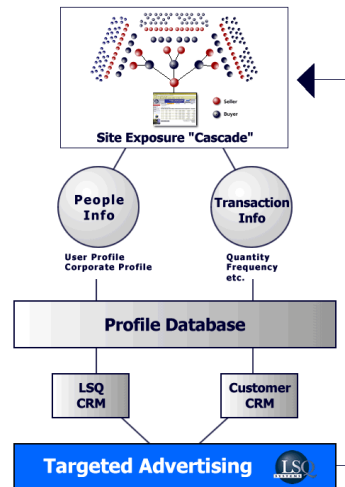 Seller
Buyer
Site Exposure "Cascade"
People
Info
Transaction
Info
User Profile
Corporate Profile
Quantity
Frequency
etc.
Profile Database
LSQ
CRM
Customer
CRM
Targeted Advertising
LSQ